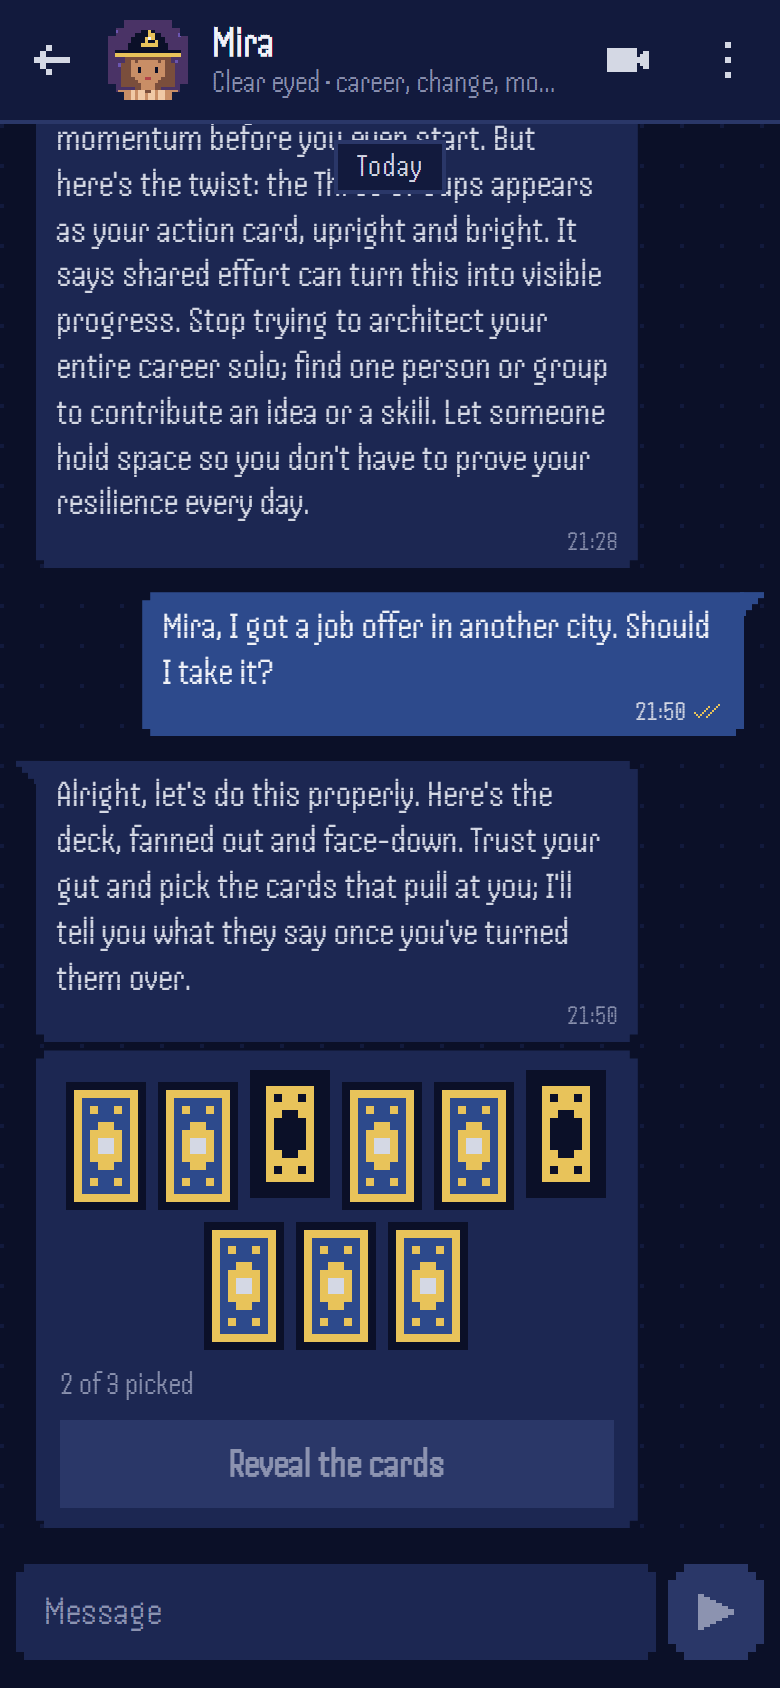 Mira
Clear eyed · career, change, mo...
momentum before you even start. But
Today
here's the twist: the Three of Cups appears
as your action card, upright and bright. It
says shared effort can turn this into visible
progress. Stop trying to architect your
entire career solo; find one person or group
to contribute an idea or a skill. Let someone
hold space so you don't have to prove your
resilience every day.
21:28
Mira, I got a job offer in another city. Should
I take it?
21:50
Alright, let's do this properly. Here's the
deck, fanned out and face-down. Trust your
gut and pick the cards that pull at you; I'll
tell you what they say once you've turned
them over.
21:50
2 of 3 picked
Reveal the cards
Message